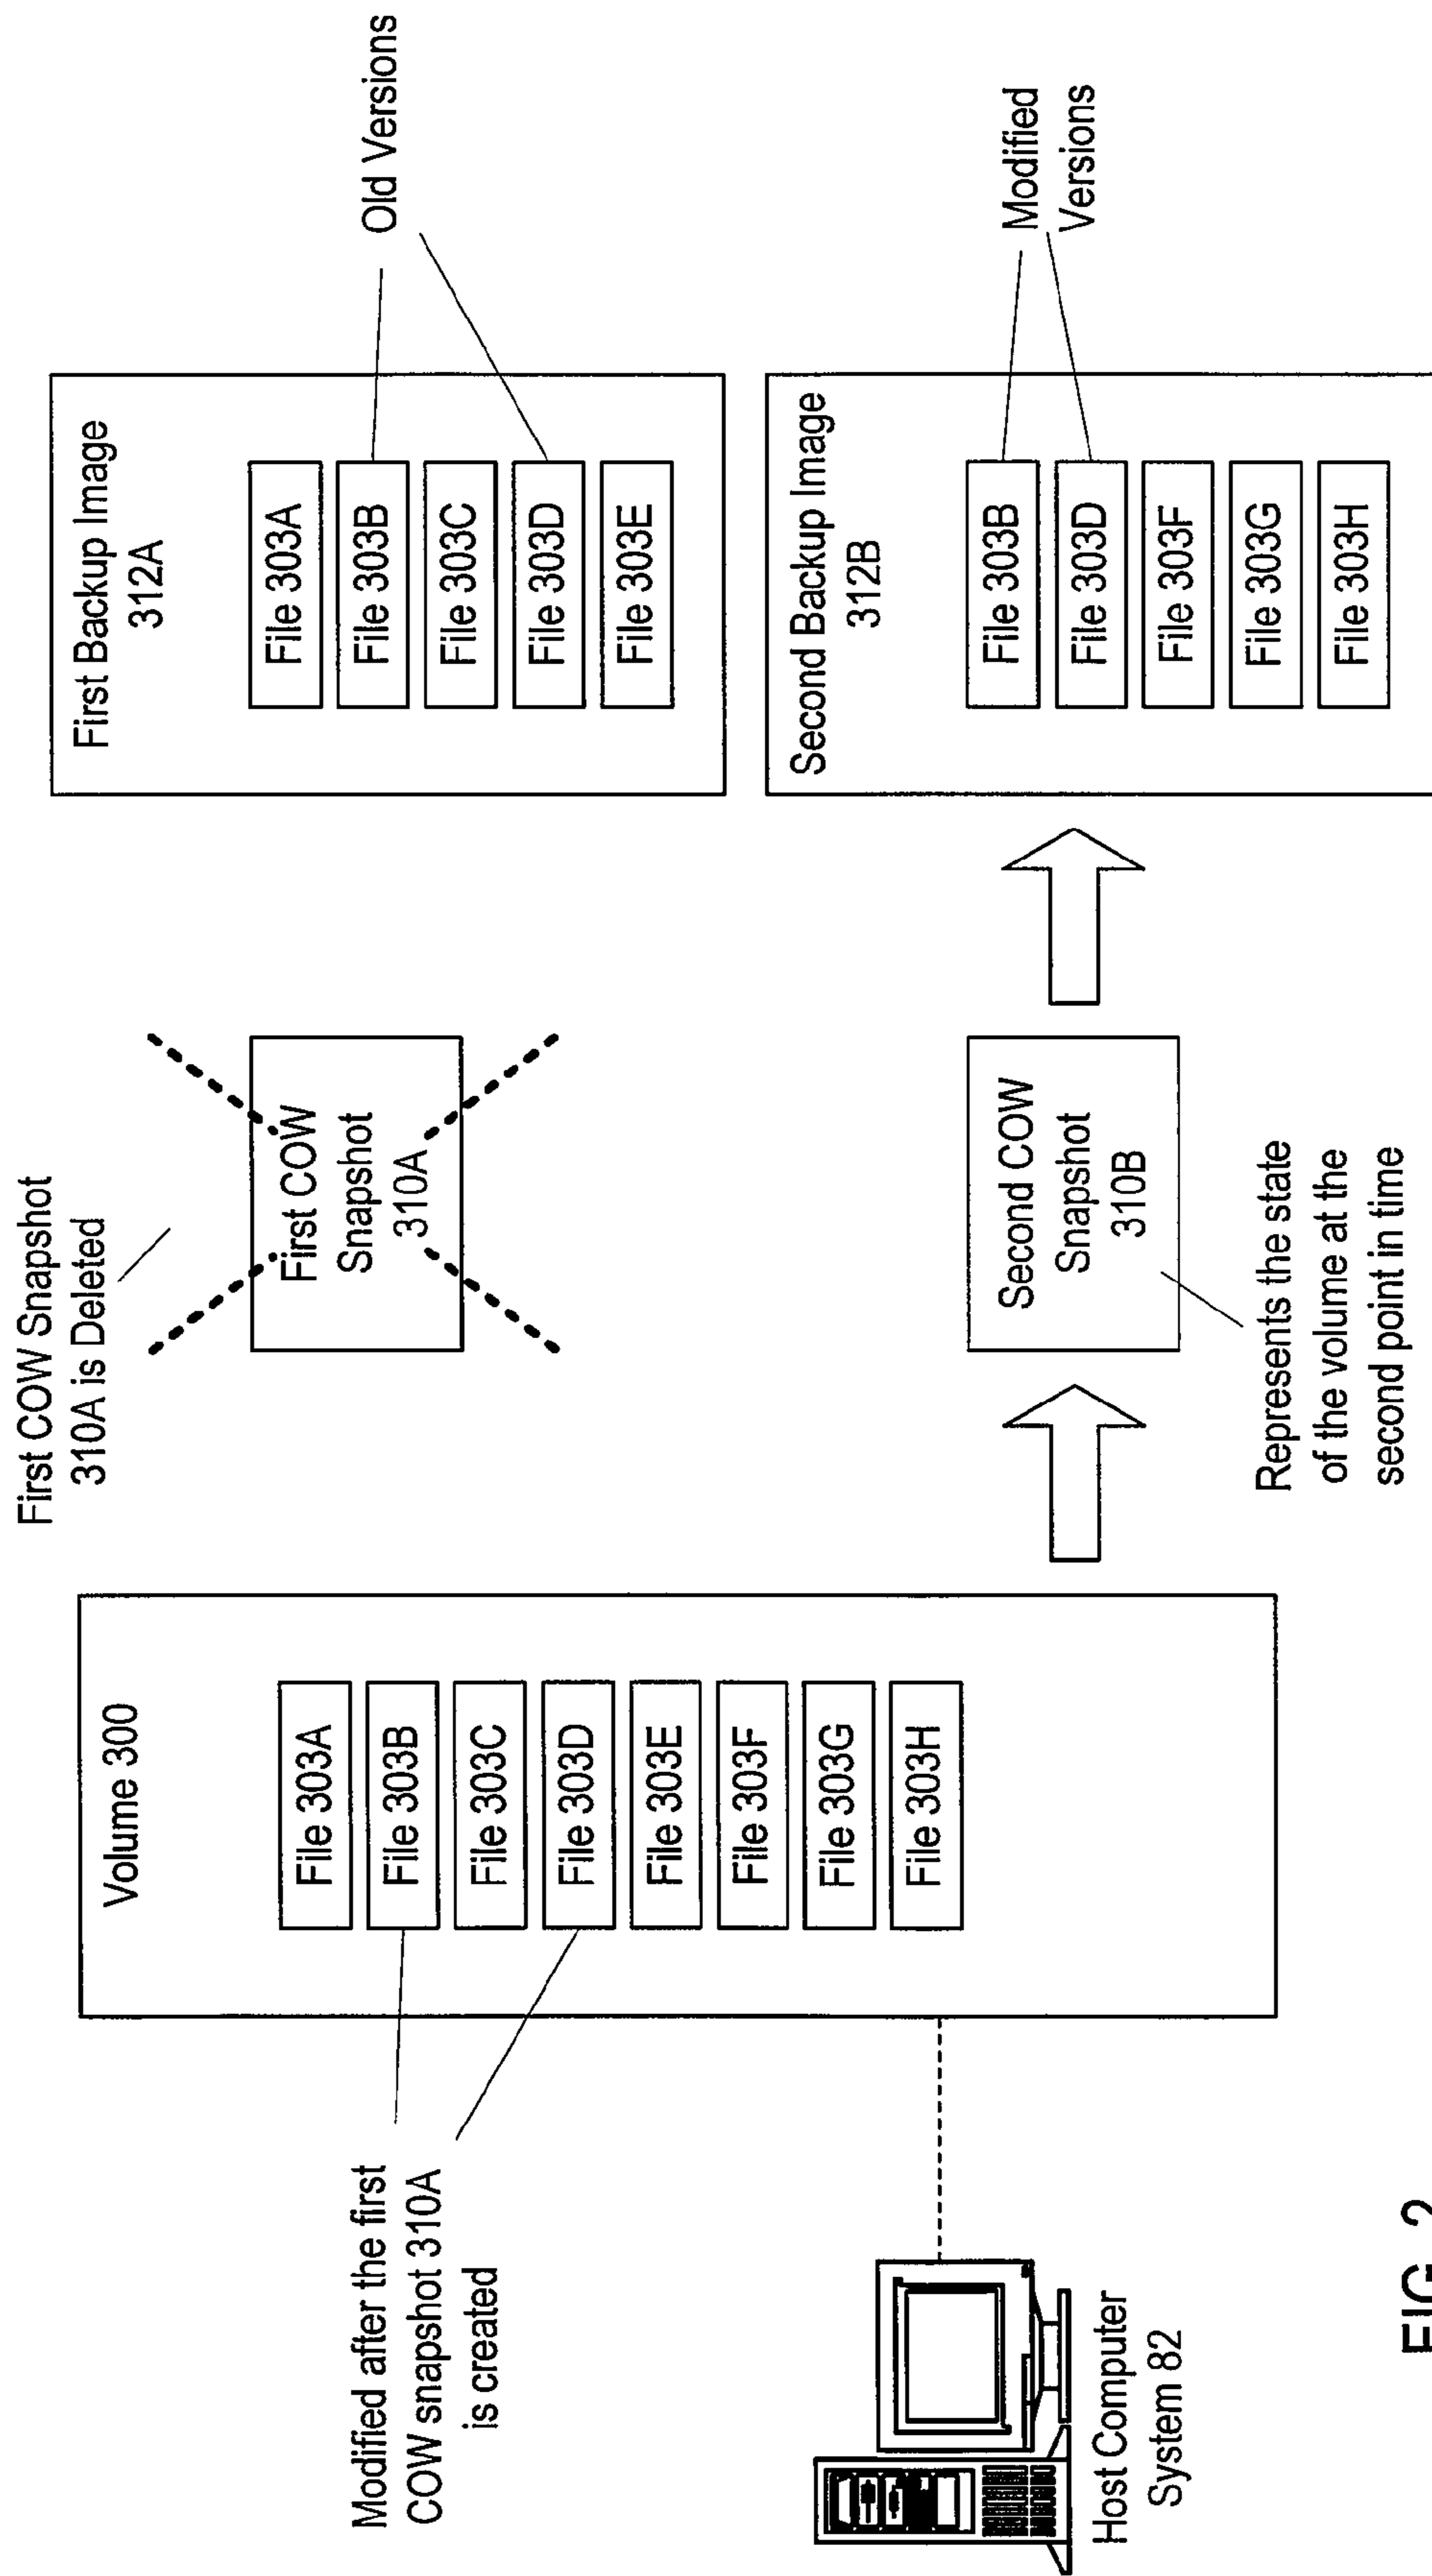 First COW Snapshot
310A is Deleted
Volume 300
File 303A
File 303B
File 303C
File 303D
File 303E
File 303F
File 303G
File 303H
Modified after the first
COW snapshot 310A
is created
Host Computer
System 82
First COW
Snapshot
310A
First Backup Image
312A
File 303A
File 303B
File 303C
File 303D
File 303E
Old Versions
Second COW
Snapshot
310B
Represents the state
of the volume at the
second point in time
Second Backup Image
312B
File 303B
File 303D
File 303F
File 303G
File 303H
Modified
Versions
FIG. 2